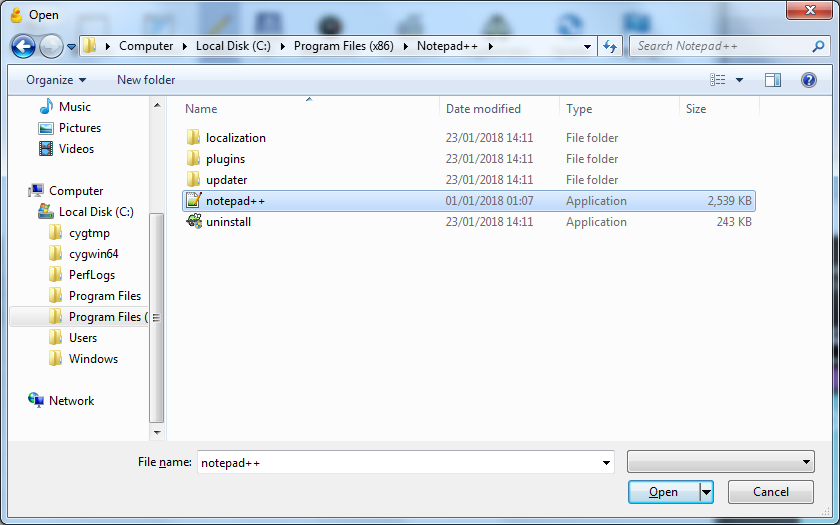 Open
Computer Local Disk (C:) Program Files (x86) Notepad++ Search Notepad++
Organize New folder
Music
Pictures
Videos
Computer
Local Disk (C:)
cygtmp
cygwin64
PerfLogs
Program Files
Program Files (
Users
Windows
Network
Name Date modified Type Size
localization 23/01/2018 14:11 File folder
plugins 23/01/2018 14:11 File folder
updater 23/01/2018 14:11 File folder
notepad++ 01/01/2018 01:07 Application 2,539 KB
uninstall 23/01/2018 14:11 Application 243 KB
File name: notepad++
Open Cancel